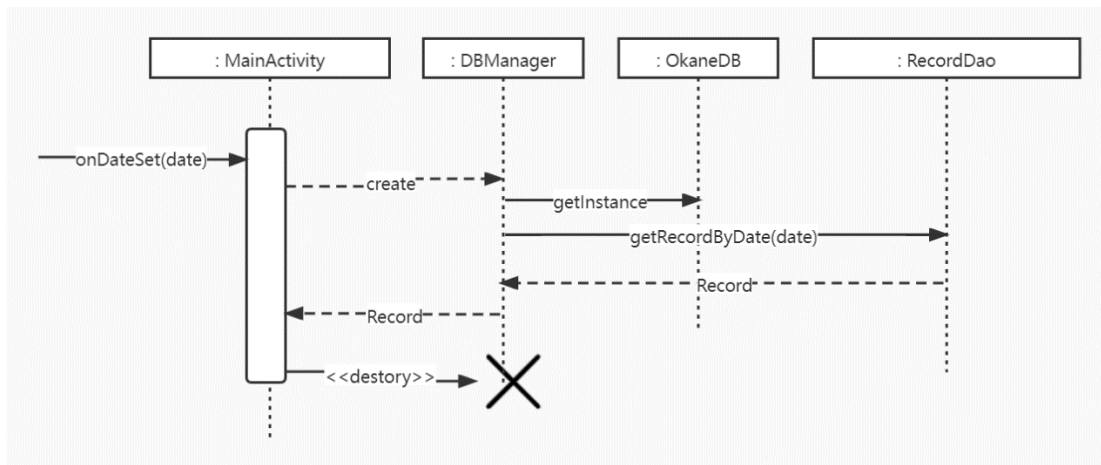 : MainActivity
: DBManager
: OkaneDB
: RecordDao
onDateSet(date)
create
getInstance
getRecordByDate(date)
Record
Record
<<destory>>